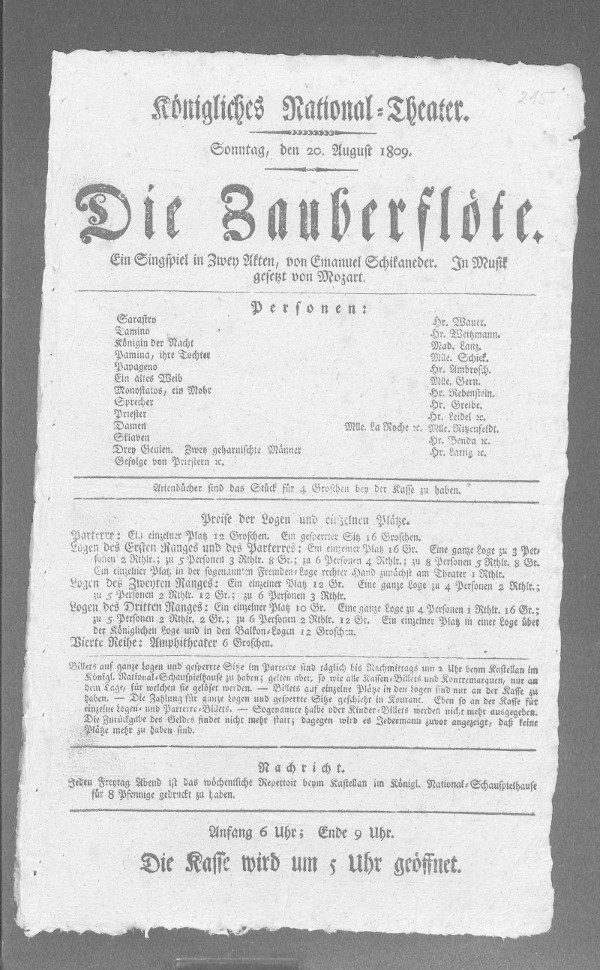 215
Königliches National-Theater.
Sonntag, den 20. August 1809.
Die Zauberflöte.
Ein Singspiel in Zwey Akten, von Emanuel Schikaneder. In Musik
gesetzt von Mozart.
Personen:
Sarastro Hr. Wauer.
Tamino Hr. Weitzmann.
Königin der Nacht Mad. Lanz.
Pamina, ihre Tochter Mlle. Schick.
Papageno Hr. Ambrosch.
Ein altes Weib Mlle. Gern.
Monostatos, ein Mohr Hr. Rebenstein.
Sprecher Hr. Greibe.
Priester Hr. Leidel ꝛc.
Damen Mlle. La Roche ꝛc. Mlle. Ritzenfeldt.
Sklaven Hr. Benda ꝛc.
Drey Genien. Zwey geharnischte Männer Hr. Lattig ꝛc.
Gefolge von Priestern ꝛc.
Arienbücher sind das Stück für 4 Groschen bey der Kasse zu haben.
Preise der Logen und einzelnen Plätze.
Parterre: Ein einzelner Platz 12 Groschen. Ein gesperrter Sitz 16 Groschen.
Logen des Ersten Ranges und des Parterres: Ein einzelner Platz 16 Gr. Eine ganze Loge zu 3 Per-
sonen 2 Rthlr.; zu 5 Personen 3 Rthlr. 8 Gr.; zu 6 Personen 4 Rthlr.; zu 8 Personen 5 Rthlr. 8 Gr.
Ein einzelner Platz in der sogenannten Fremden-Loge rechter Hand zunächst am Theater 1 Rthlr.
Logen des Zweyten Ranges: Ein einzelner Platz 12 Gr. Eine ganze Loge zu 4 Personen 2 Rthlr.;
zu 5 Personen 2 Rthlr. 12 Gr.; zu 6 Personen 3 Rthlr.
Logen des Dritten Ranges: Ein einzelner Platz 10 Gr. Eine ganze Loge zu 4 Personen 1 Rthlr. 16 Gr.;
zu 5 Personen 2 Rthlr. 2 Gr.; zu 6 Personen 2 Rthlr. 12 Gr. Ein einzelner Platz in einer Loge über
der Königlichen Loge und in den Balkon-Logen 12 Groschen.
Vierte Reihe: Amphitheater 6 Groschen.
Billets auf ganze Logen und gesperrte Sitze im Parterre sind täglich bis Nachmittags um 2 Uhr beym Kastellan im
Königl. National-Schauspielhause zu haben; gelten aber, so wie alle Kassen-Billets und Kontremarquen, nur an
dem Tage, für welchen sie gelöset werden. — Billets auf einzelne Plätze in den Logen sind nur an der Kasse zu
haben. — Die Zahlung für ganze Logen und gesperrte Sitze geschieht in Kourant. Eben so an der Kasse für
einzelne Logen- und Parterre-Billets. — Sogenannte halbe oder Kinder-Billets werden nicht mehr ausgegeben.
Die Zurückgabe des Geldes findet nicht mehr statt; dagegen wird es Jedermann zuvor angezeigt, daß keine
Plätze mehr zu haben sind.
Nachricht.
Jeden Freytag Abend ist das wöchentliche Repertoir beym Kastellan im Königl. National-Schauspielhause
für 8 Pfennige gedruckt zu haben.
Anfang 6 Uhr; Ende 9 Uhr.
Die Kasse wird um 5 Uhr geöffnet.